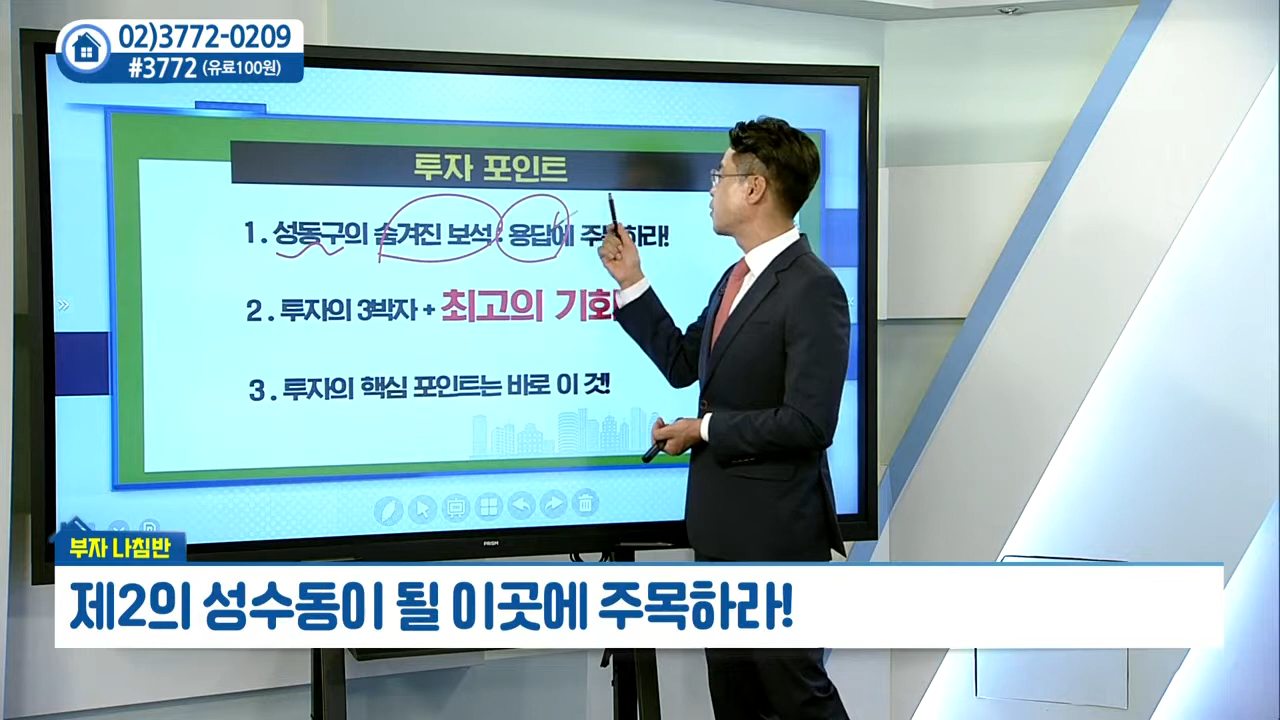 02)3772-0209
#3772 (유료100원)
투자 포인트
1. 성동구의 숨겨진 보석! 용답에 주목하라!
2. 투자의 3박자 + 최고의 기회
3. 투자의 핵심 포인트는 바로 이 것!
PRISM
부자 나침반
제2의 성수동이 될 이곳에 주목하라!